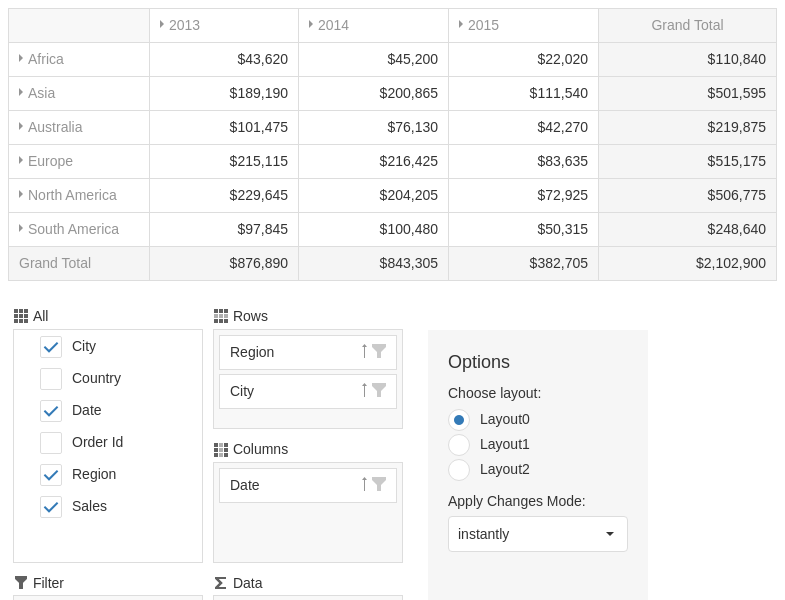 2013 2014 2015 Grand Total
Africa $43,620 $45,200 $22,020 $110,840
Asia $189,190 $200,865 $111,540 $501,595
Australia $101,475 $76,130 $42,270 $219,875
Europe $215,115 $216,425 $83,635 $515,175
North America $229,645 $204,205 $72,925 $506,775
South America $97,845 $100,480 $50,315 $248,640
Grand Total $876,890 $843,305 $382,705 $2,102,900
All
City
Country
Date
Order Id
Region
Sales
Filter
Rows
Region
City
Columns
Date
Data
Options
Choose layout:
Layout0
Layout1
Layout2
Apply Changes Mode:
instantly